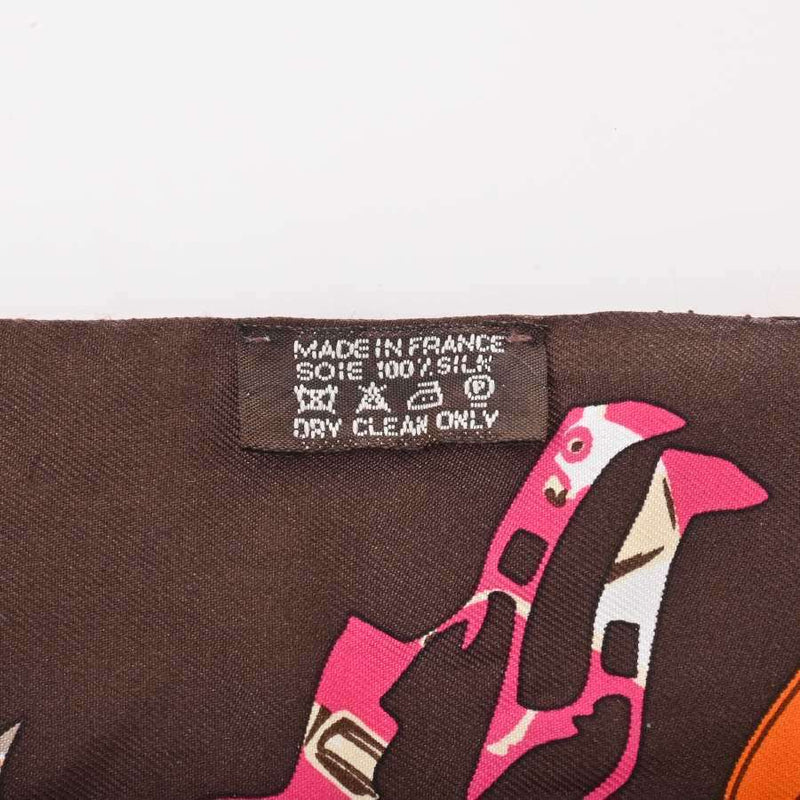 MADE IN FRANCE
SOIE 100% SILK
P
DRY CLEAN ONLY